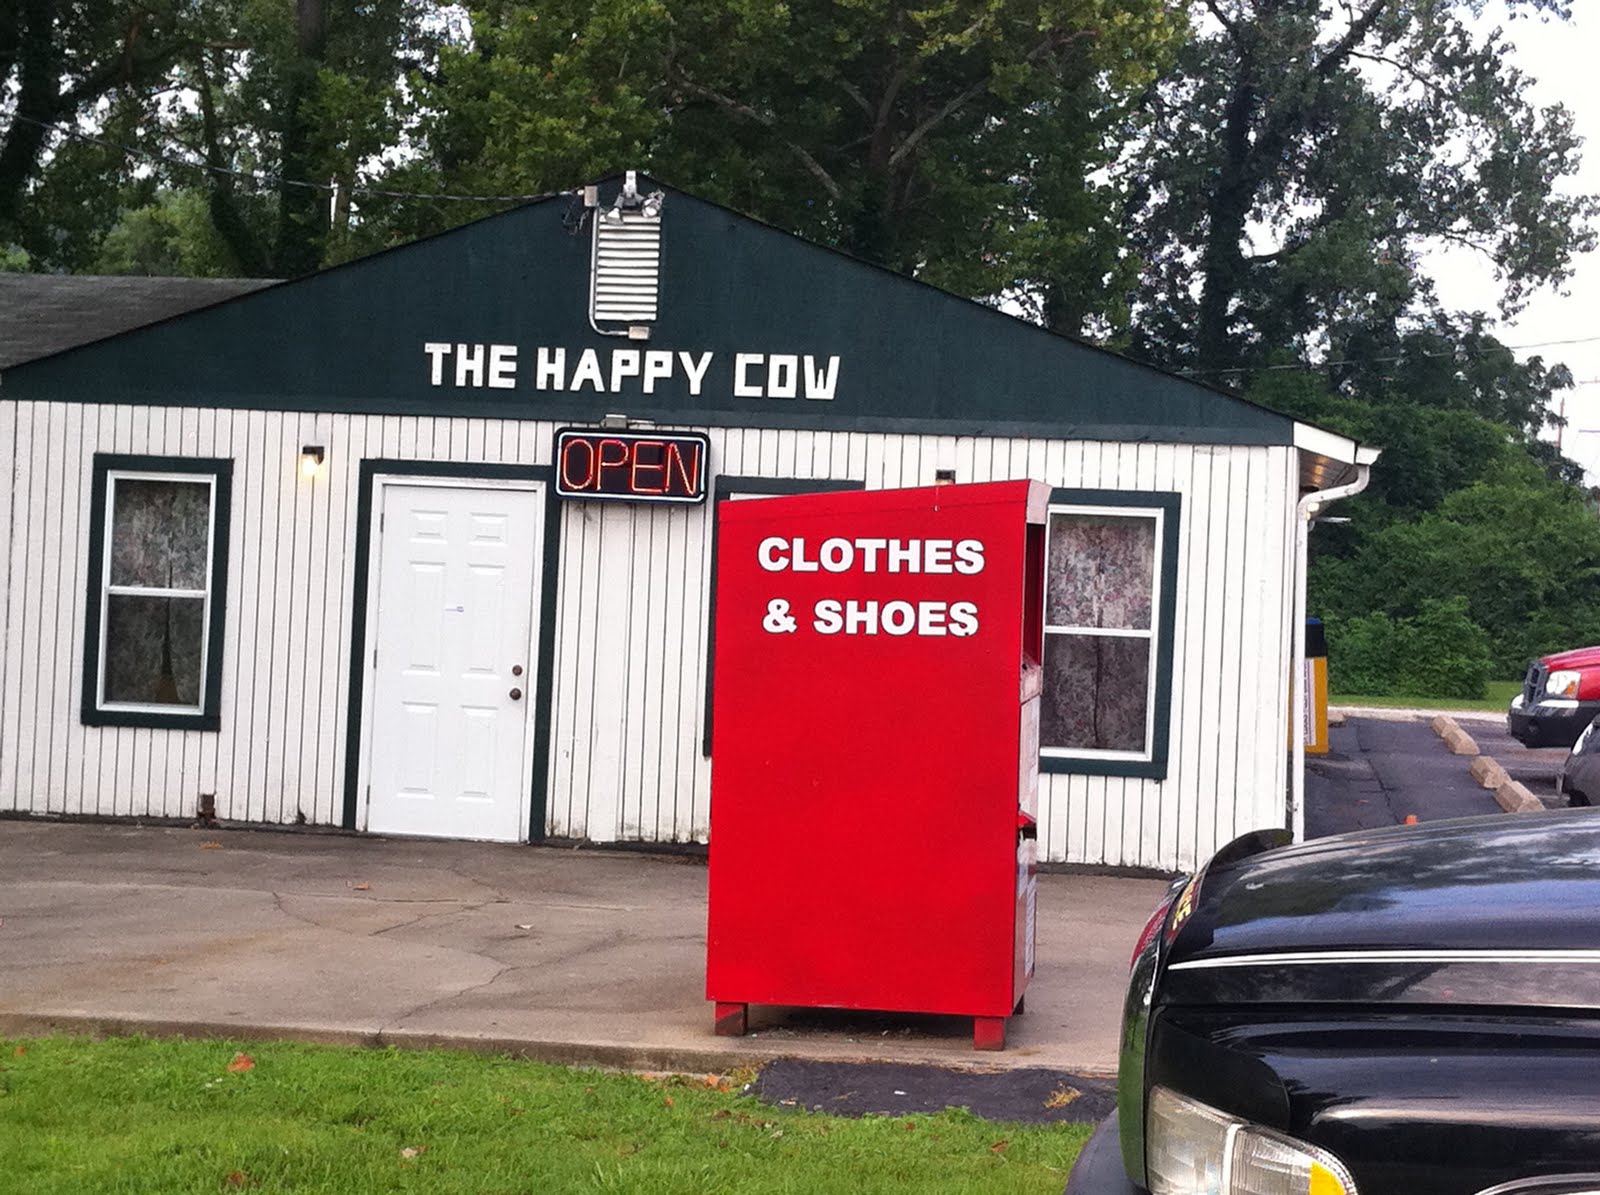 THE HAPPY COW
OPEN
CLOTHES
& SHOES